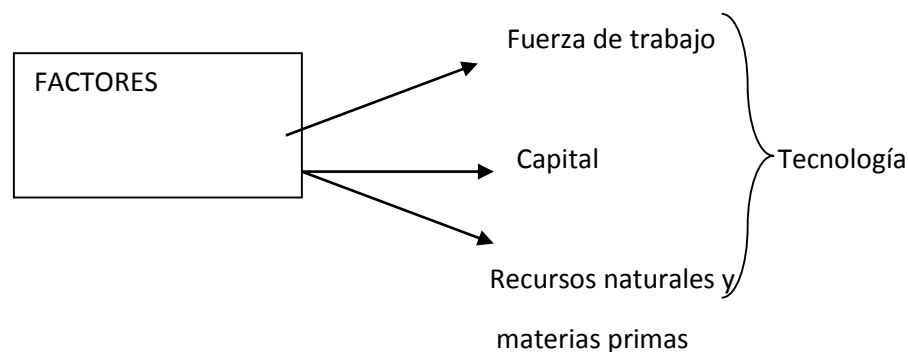 Fuerza de trabajo
FACTORES
Capital
Tecnología
Recursos naturales y
materias primas